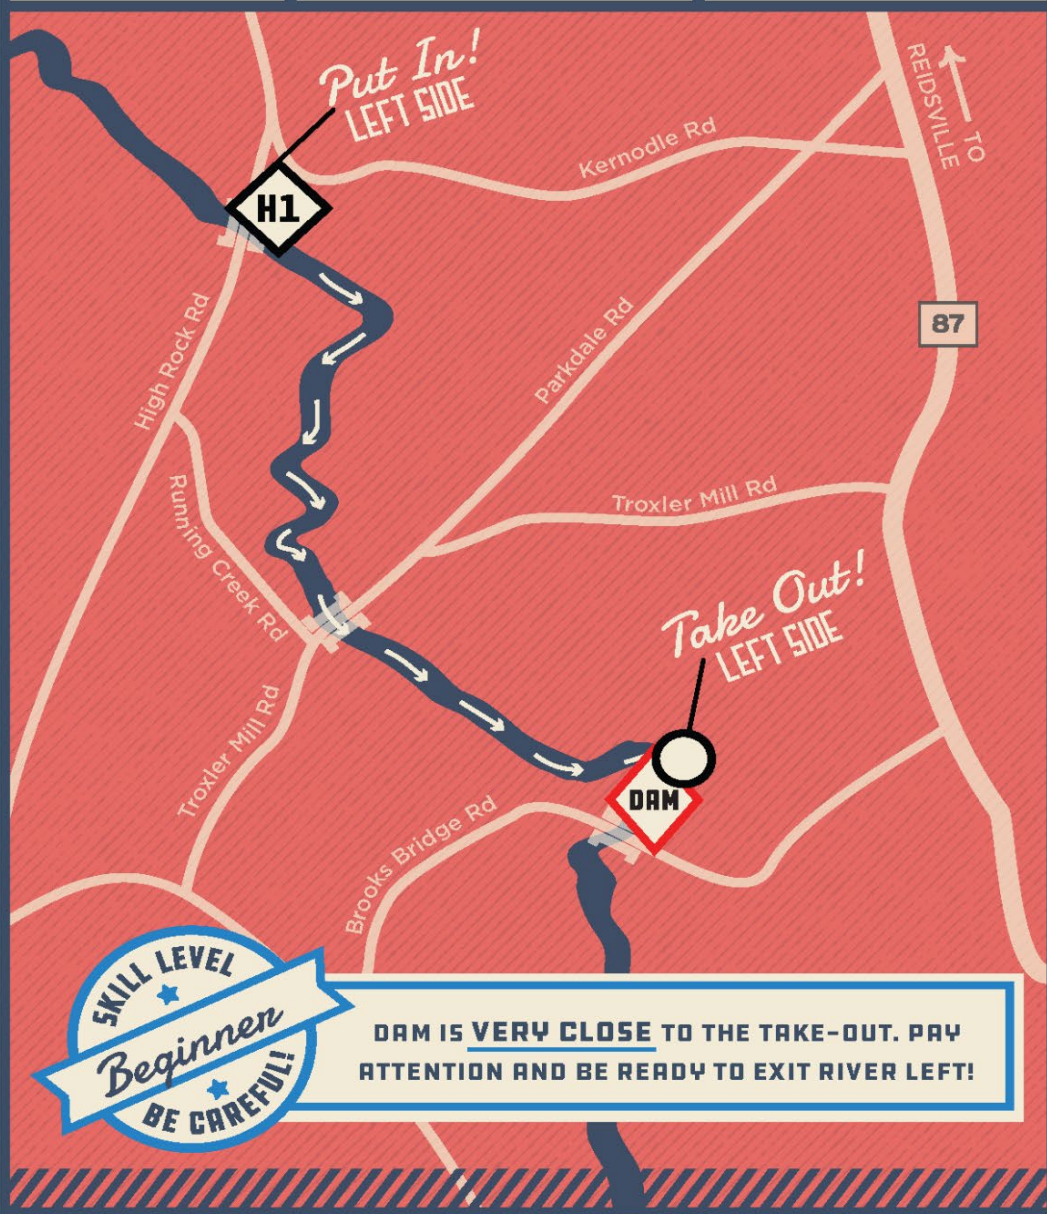 Put In!
LEFT SIDE
REIDSVILLE
TO
Kernodle Rd
H1
High Rock Rd
Parkdale Rd
87
Running Creek Rd
Troxler Mill Rd
Take Out!
LEFT SIDE
Troxler Mill Rd
DAM
Brooks Bridge Rd
SKILL LEVEL
Beginner
BE CAREFUL!
DAM IS VERY CLOSE TO THE TAKE-OUT. PAY
ATTENTION AND BE READY TO EXIT RIVER LEFT!